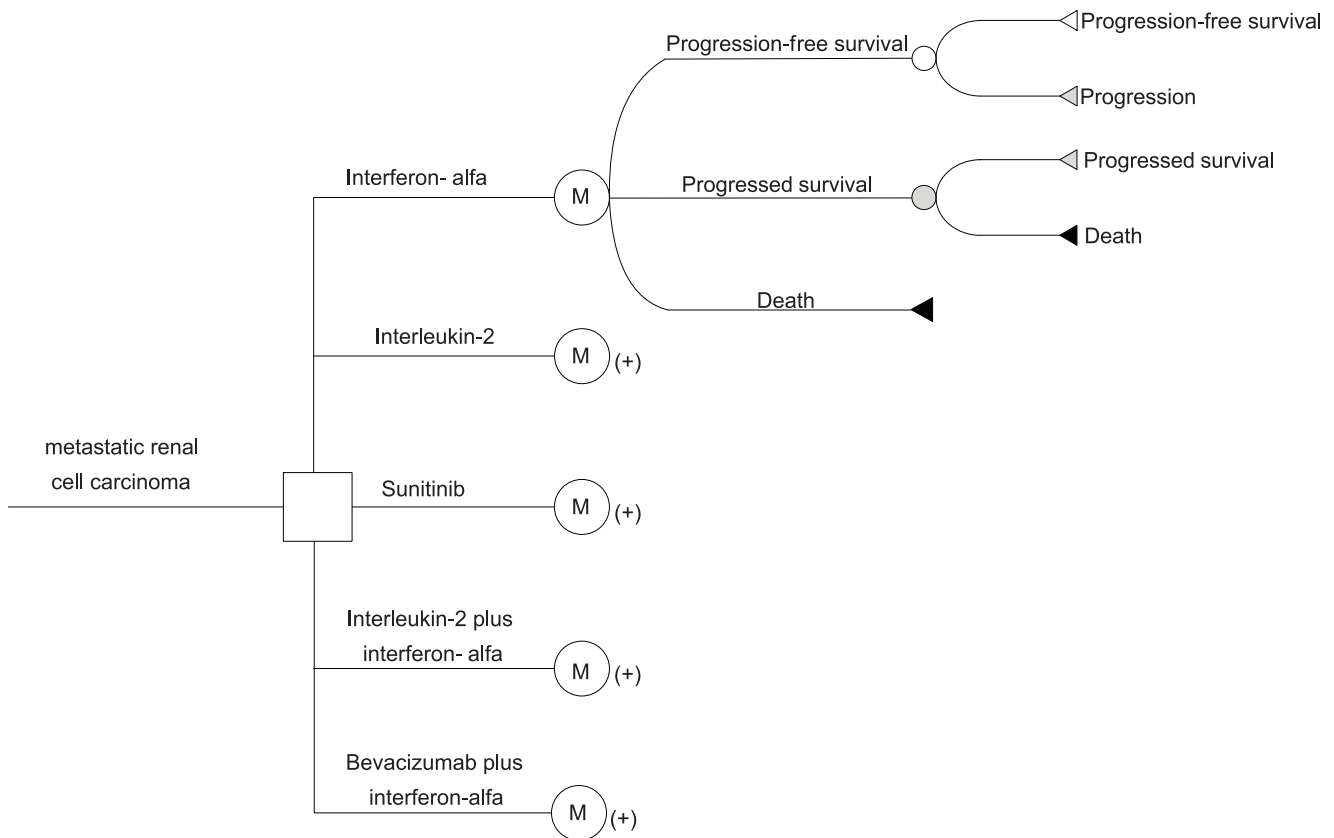 Progression-free survival
Progression-free survival
Progression
Progressed survival
Interferon- alfa
M
Progressed survival
Death
Death
Interleukin-2
M
(+)
metastatic renal
cell carcinoma
Sunitinib
M
(+)
Interleukin-2 plus
interferon- alfa
M
(+)
Bevacizumab plus
interferon-alfa
M
(+)